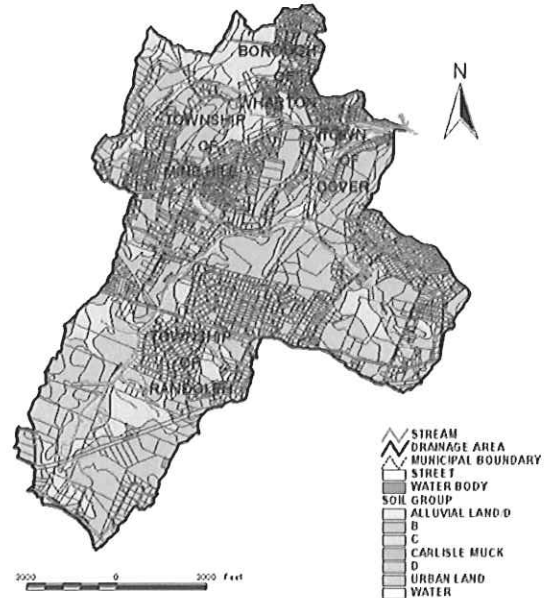 BOROUGH
OF
WHARTON
TOWNSHIP
OF
MINE HILL
TOWN
OF
DOVER
TOWNSHIP
OF
RANDOLPH
N
STREAM
DRAINAGE AREA
MUNICIPAL BOUNDARY
STREET
WATER BODY
SOIL GROUP
ALLUVIAL LAND/D
B
C
CARLISLE MUCK
D
URBAN LAND
WATER
2000 0 2000 Feet